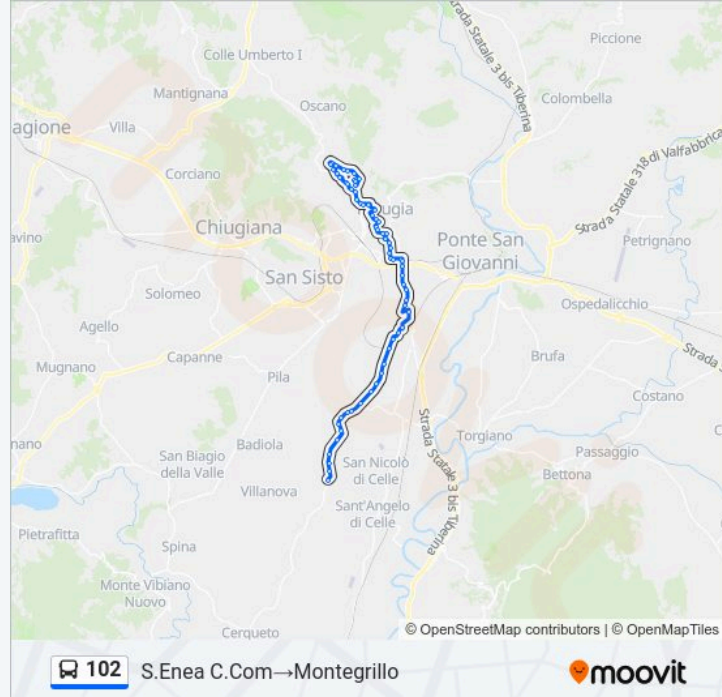 Piccione
Colle Umberto I
Strada Statale 3 bis Tiberina
Mantignana
Oscano
Colombella
agione
Villa
Strada Statale 318 di Valfabbrica
Corciano
ugia
avino
Chiugiana
Ponte San
Giovanni
Petrignano
San Sisto
Solomeo
Ospedalicchio
Agello
Strada S
Capanne
Brufa
Mugnano
Pila
Costano
Strada Statale 3 bis Tiberina
nano
Badiola
Torgiano
San Biagio
della Valle
San Nicolò
di Celle
Passaggio
Bettona
Villanova
Sant'Angelo
di Celle
Pietrafitta
Spina
Monte Vibiano
Nuovo
Cerqueto
© OpenStreetMap contributors | © OpenMapTiles
102 S.Enea C.Com→Montegrillo
moovit